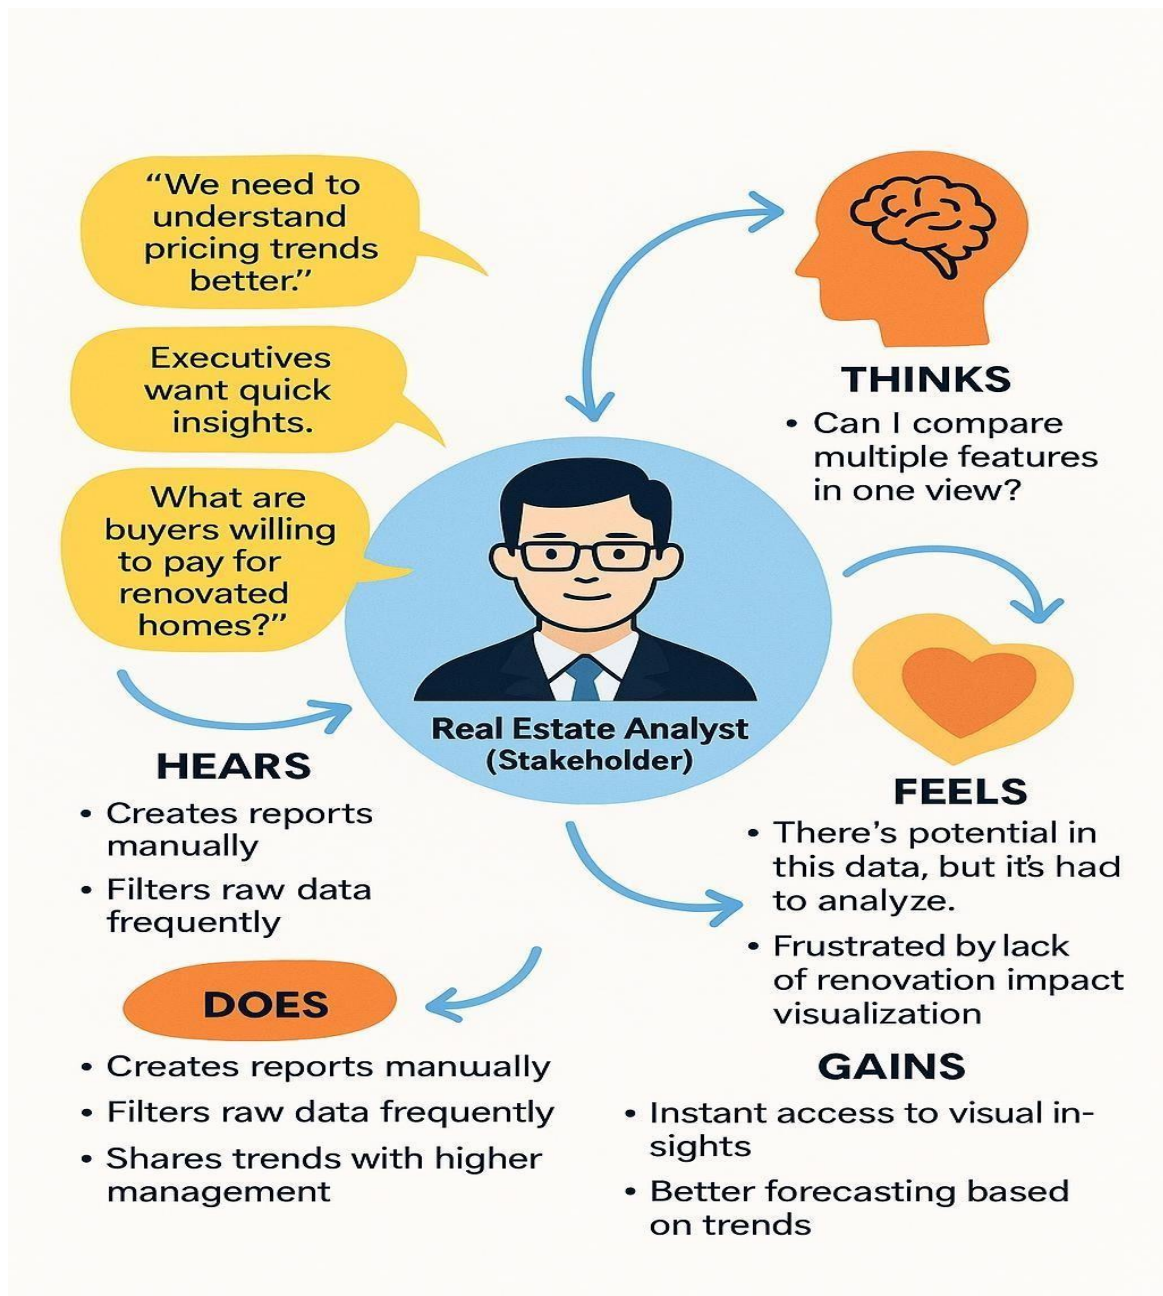 “We need to
understand
pricing trends
better.”
Executives
want quick
insights.
What are
buyers willing
to pay for
renovated
homes?”
HEARS
• Creates reports
manually
• Filters raw data
frequently
DOES
• Creates reports manually
• Filters raw data frequently
• Shares trends with higher
management
Real Estate Analyst
(Stakeholder)
THINKS
• Can I compare
multiple features
in one view?
FEELS
• There’s potential in
this data, but it’s had
to analyze.
• Frustrated by lack
of renovation impact
visualization
GAINS
• Instant access to visual in-
sights
• Better forecasting based
on trends